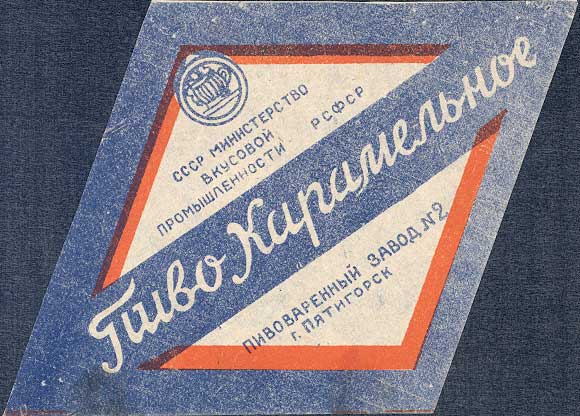 СССР МИНИСТЕРСТВО
ВКУСОВОЙ
ПРОМЫШЛЕННОСТИ РСФСР
Пиво Карамельное
ПИВОВАРЕННЫЙ ЗАВОД №2
г. ПЯТИГОРСК